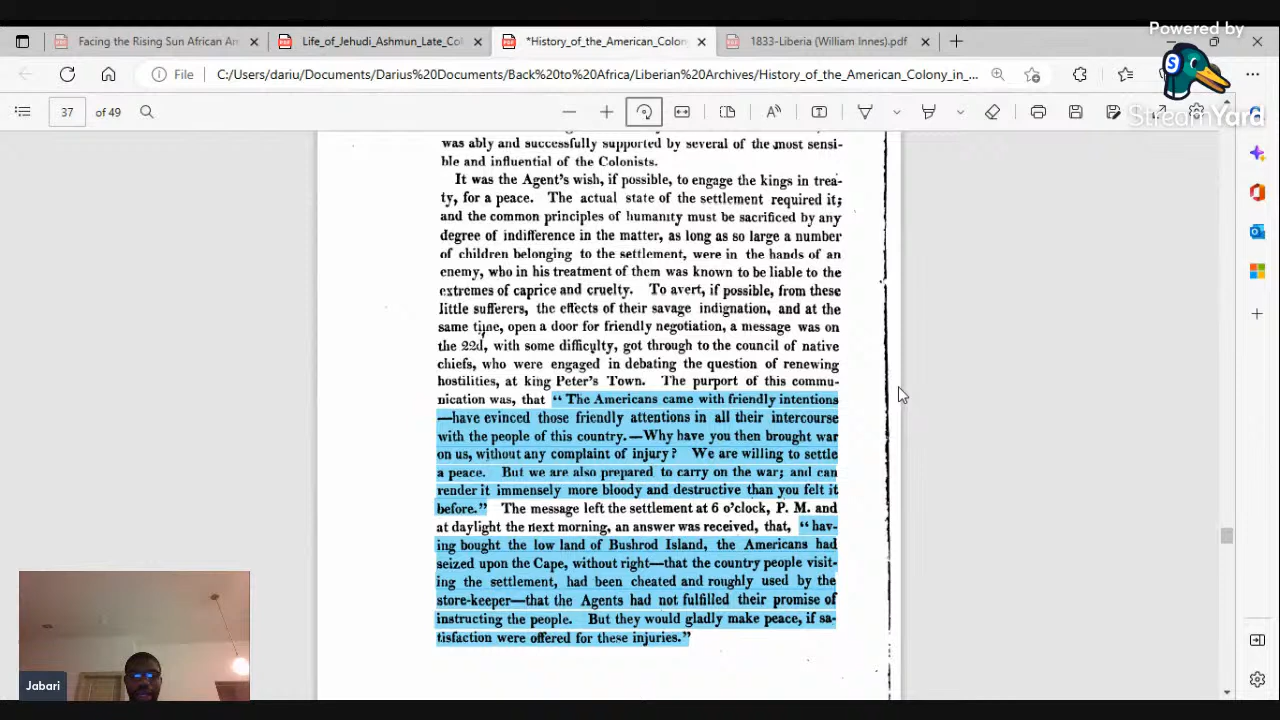 Powered by
StreamYard
Facing the Rising Sun African Ar
Life_of_Jehudi_Ashmun_Late_Co
*History_of_the_American_Colon
1833-Liberia (William Innes).pdf
File
C:/Users/dariu/Documents/Darius%20Documents/Back%20to%20Africa/Liberian%20Archives/History_of_the_American_Colony_in_...
37 of 49
was ably and successfully supported by several of the most sensi-
ble and influential of the Colonists.
It was the Agent's wish, if possible, to engage the kings in trea-
ty, for a peace. The actual state of the settlement required it;
and the common principles of humanity must be sacrificed by any
degree of indifference in the matter, as long as so large a number
of children belonging to the settlement, were in the hands of an
enemy, who in his treatment of them was known to be liable to the
extremes of caprice and cruelty. To avert, if possible, from these
little sufferers, the effects of their savage indignation, and at the
same time, open a door for friendly negotiation, a message was on
the 22d, with some difficulty, got through to the council of native
chiefs, who were engaged in debating the question of renewing
hostilities, at king Peter's Town. The purport of this commu-
nication was, that "The Americans came with friendly intentions
—have evinced those friendly attentions in all their intercourse
with the people of this country.—Why have you then brought war
on us, without any complaint of injury? We are willing to settle
a peace. But we are also prepared to carry on the war; and can
render it immensely more bloody and destructive than you felt it
before." The message left the settlement at 6 o'clock, P. M. and
at daylight the next morning, an answer was received, that, "hav-
ing bought the low land of Bushrod Island, the Americans had
seized upon the Cape, without right—that the country people visit-
ing the settlement, had been cheated and roughly used by the
store-keeper—that the Agents had not fulfilled their promise of
instructing the people. But they would gladly make peace, if sa-
tisfaction were offered for these injuries."
Jabari